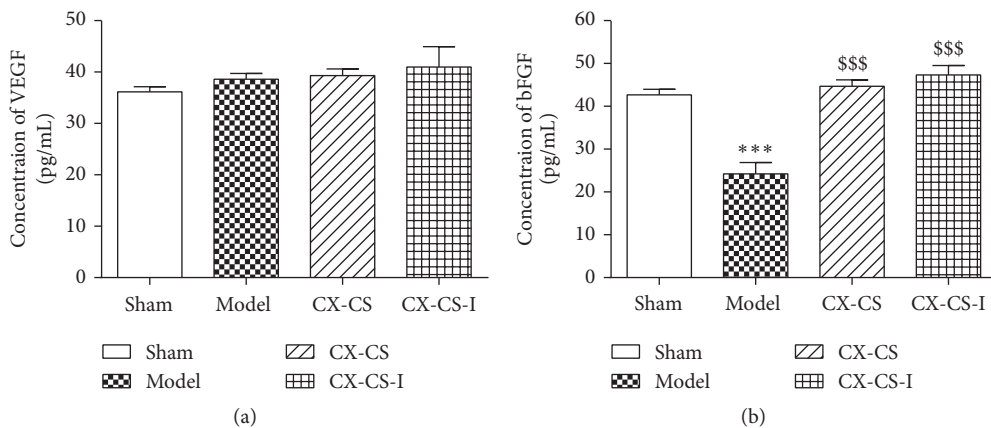 50
40
30
20
10
0
Concentraion of VEGF
(pg/mL)
Sham Model CX-CS CX-CS-I
Sham CX-CS
Model CX-CS-I
(a)
60
50
40
30
20
10
0
Concentraion of bFGF
(pg/mL)
***
$$$
$$$
Sham Model CX-CS CX-CS-I
Sham CX-CS
Model CX-CS-I
(b)